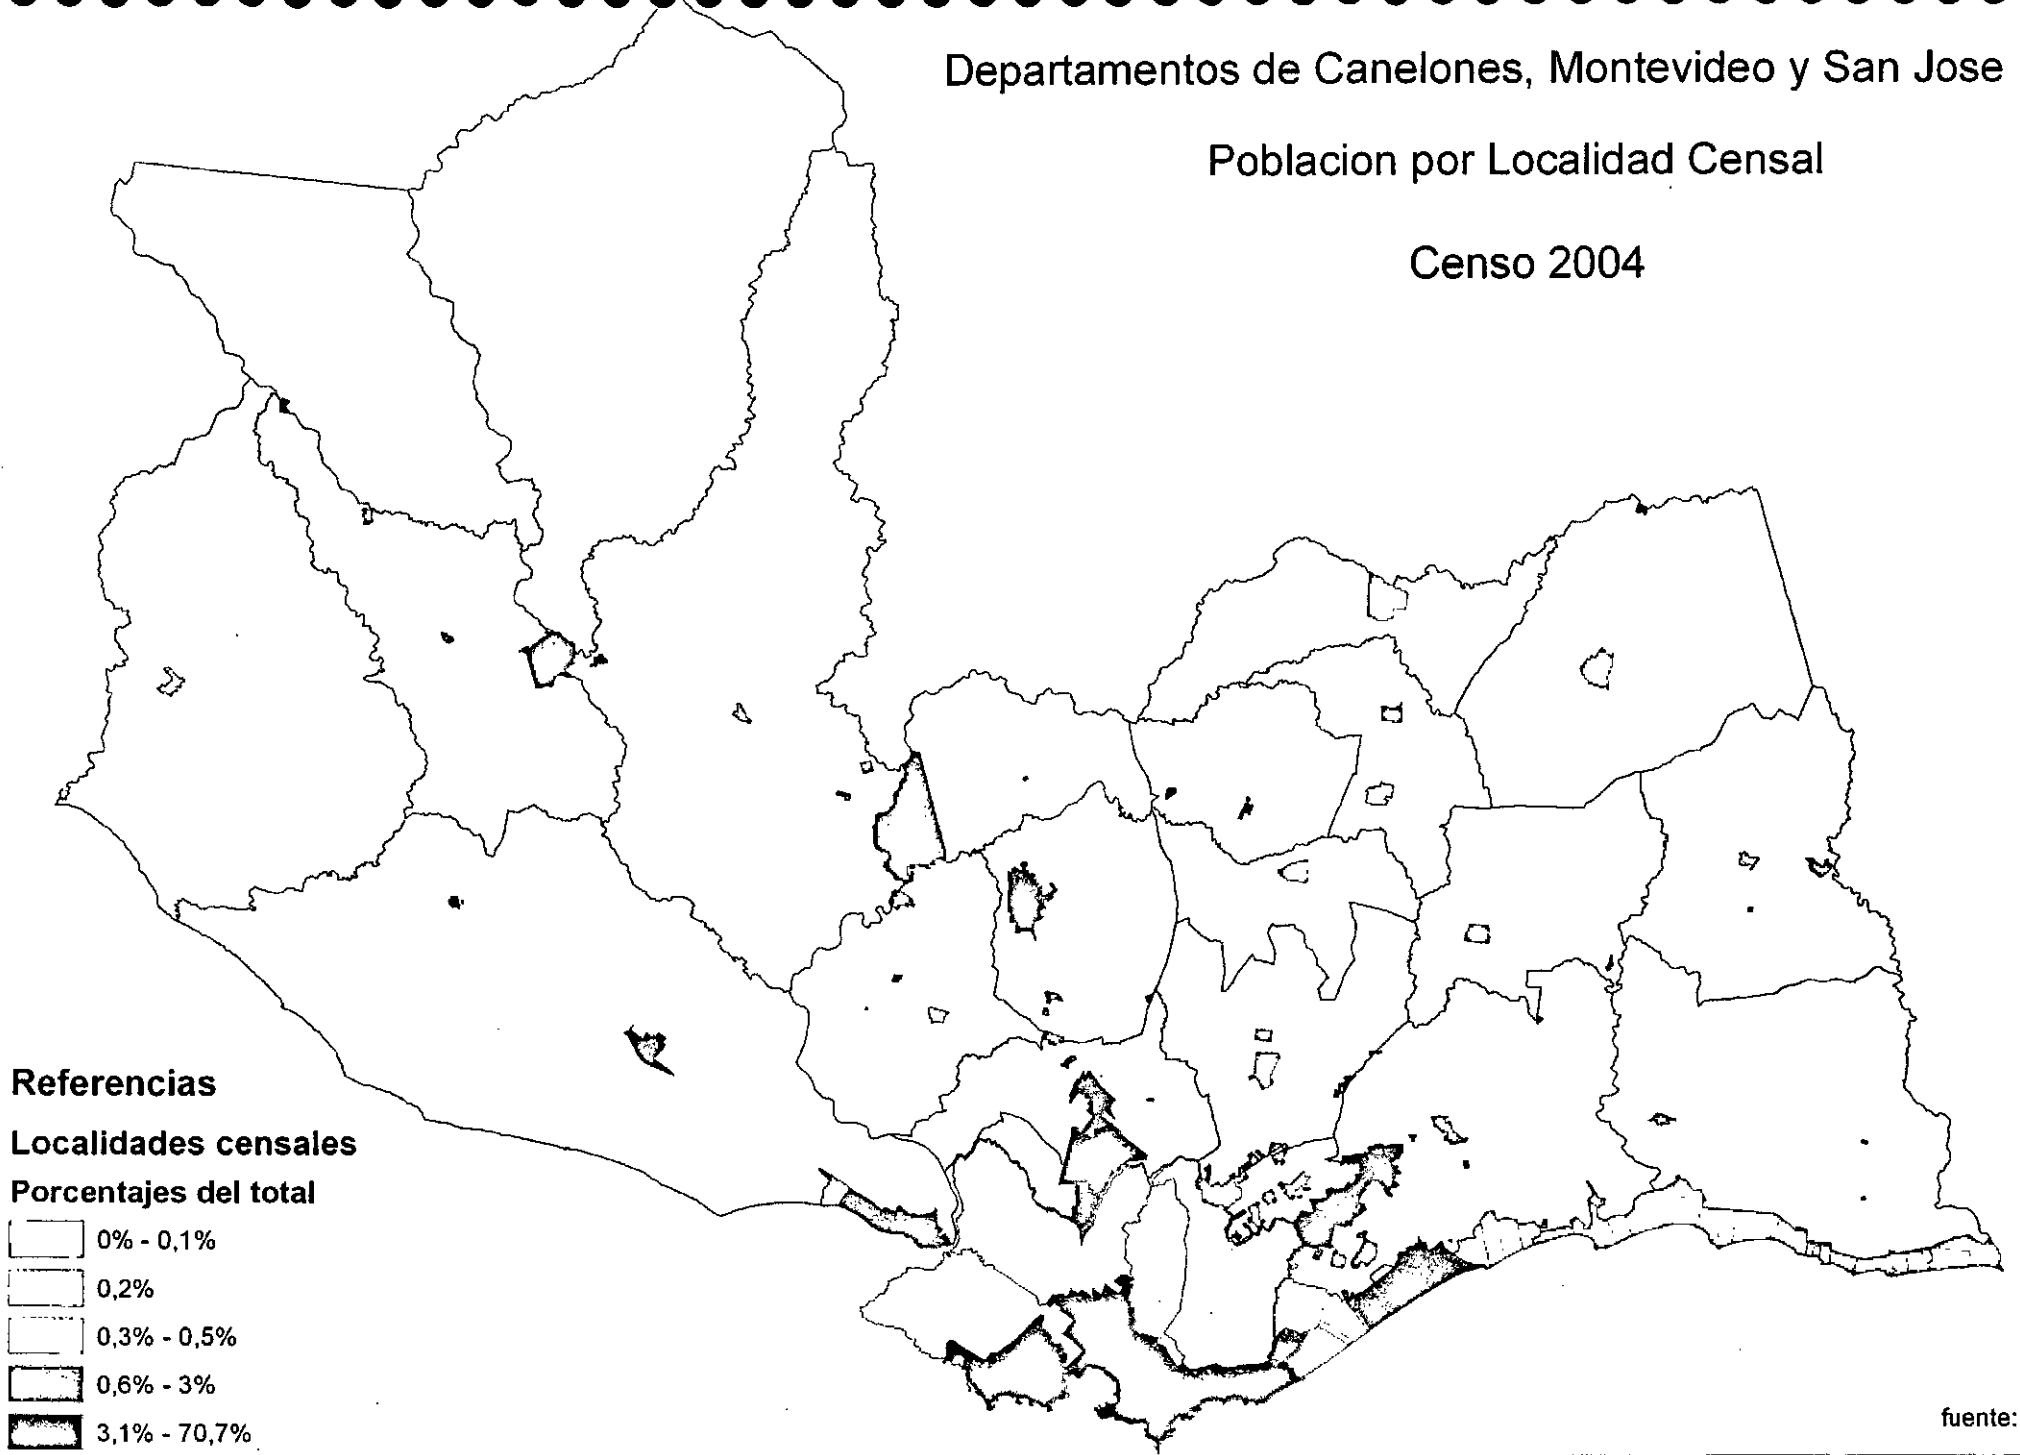 Departamentos de Canelones, Montevideo y San Jose
Poblacion por Localidad Censal
Censo 2004
Referencias
Localidades censales
Porcentajes del total
0% - 0,1%
0,2%
0,3% - 0,5%
0,6% - 3%
3,1% - 70,7%
fuente: